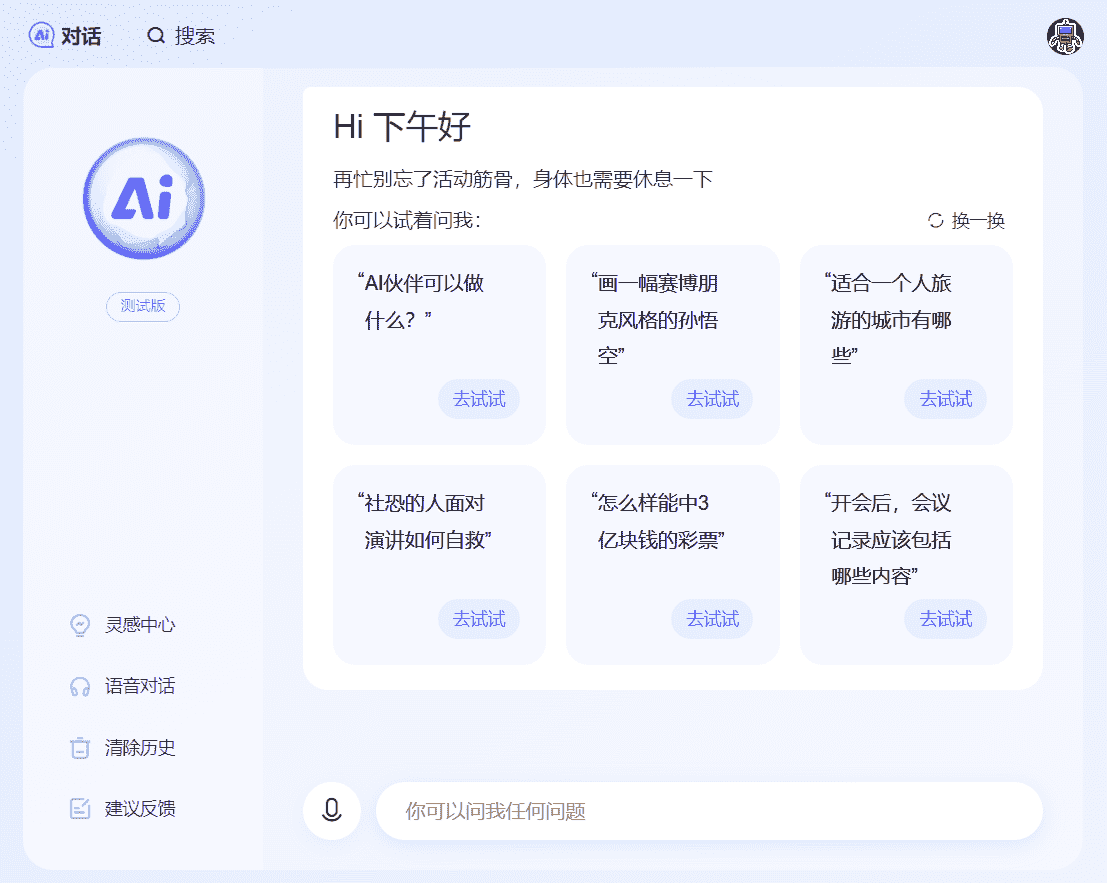 Ai 对话
搜索
Ai
测试版
灵感中心
语音对话
清除历史
建议反馈
Hi 下午好
再忙别忘了活动筋骨，身体也需要休息一下
你可以试着问我：
换一换
“AI伙伴可以做
什么？”
去试试
“画一幅赛博朋
克风格的孙悟
空”
去试试
“适合一个人旅
游的城市有哪
些”
去试试
“社恐的人面对
演讲如何自救”
去试试
“怎么样能中3
亿块钱的彩票”
去试试
“开会后，会议
记录应该包括
哪些内容”
去试试
你可以问我任何问题